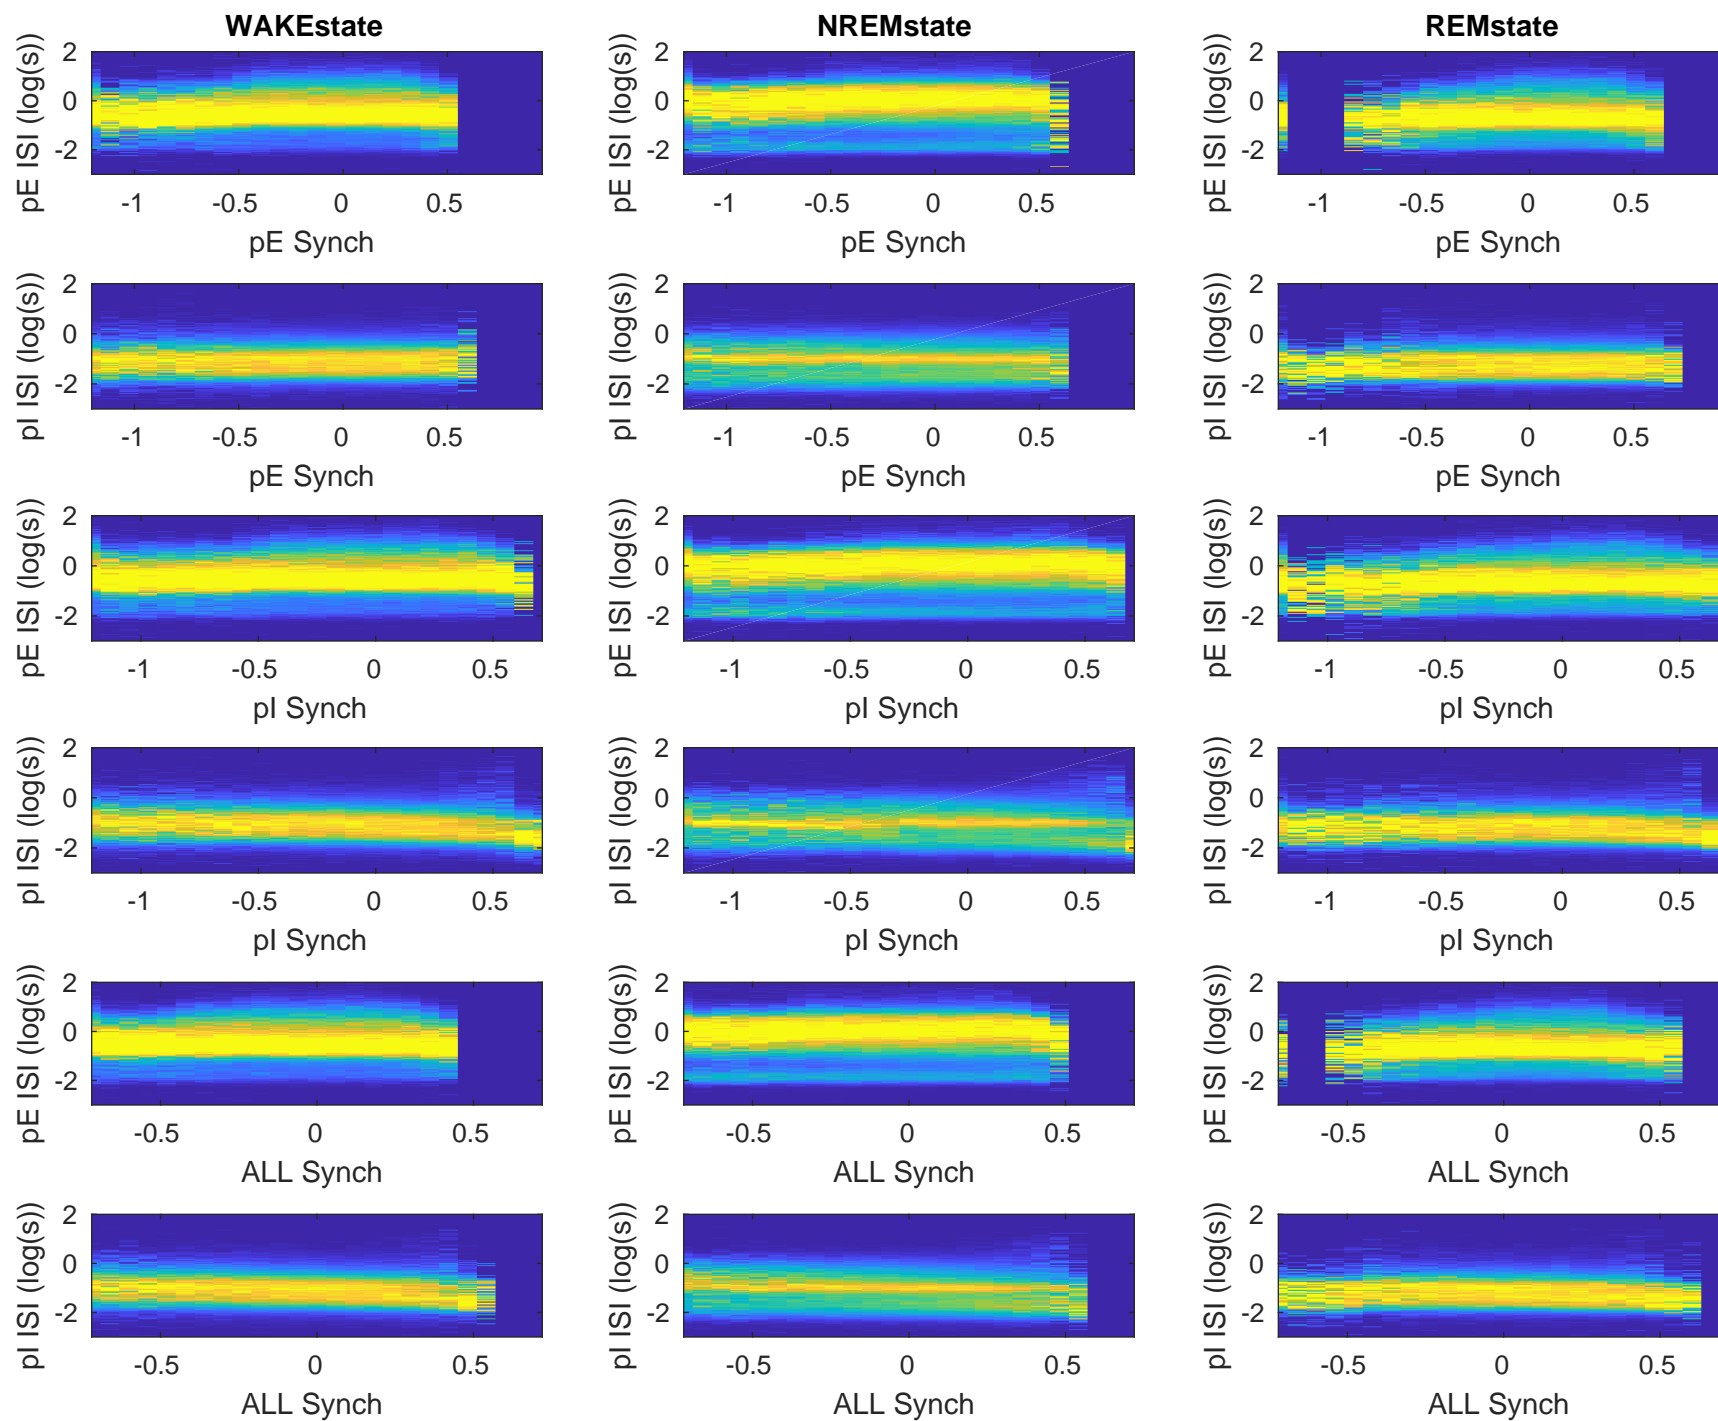 WAKEstate NREMstate REMstate
pE ISI (log(s)) 2 0 -2 pE ISI (log(s)) 2 0 -2 pE ISI (log(s)) 2 0 -2
-1 -0.5 0 0.5 -1 -0.5 0 0.5 -1 -0.5 0 0.5
pE Synch pE Synch pE Synch
pI ISI (log(s)) 2 0 -2 pI ISI (log(s)) 2 0 -2 pI ISI (log(s)) 2 0 -2
-1 -0.5 0 0.5 -1 -0.5 0 0.5 -1 -0.5 0 0.5
pE Synch pE Synch pE Synch
pE ISI (log(s)) 2 0 -2 pE ISI (log(s)) 2 0 -2 pE ISI (log(s)) 2 0 -2
-1 -0.5 0 0.5 -1 -0.5 0 0.5 -1 -0.5 0 0.5
pI Synch pI Synch pI Synch
pI ISI (log(s)) 2 0 -2 pI ISI (log(s)) 2 0 -2 pI ISI (log(s)) 2 0 -2
-1 -0.5 0 0.5 -1 -0.5 0 0.5 -1 -0.5 0 0.5
pI Synch pI Synch pI Synch
pE ISI (log(s)) 2 0 -2 pE ISI (log(s)) 2 0 -2 pE ISI (log(s)) 2 0 -2
-0.5 0 0.5 -0.5 0 0.5 -0.5 0 0.5
ALL Synch ALL Synch ALL Synch
pI ISI (log(s)) 2 0 -2 pI ISI (log(s)) 2 0 -2 pI ISI (log(s)) 2 0 -2
-0.5 0 0.5 -0.5 0 0.5 -0.5 0 0.5
ALL Synch ALL Synch ALL Synch